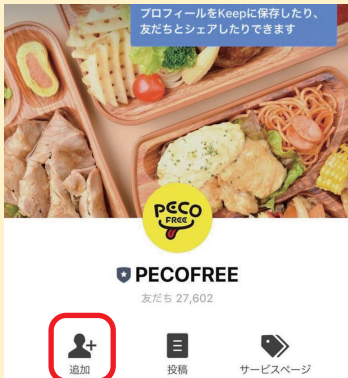 プロフィールをKeepに保存したり、
友だちとシェアしたりできます
PECO
FREE
PECOFREE
友だち 27,602
追加
投稿
サービスページ